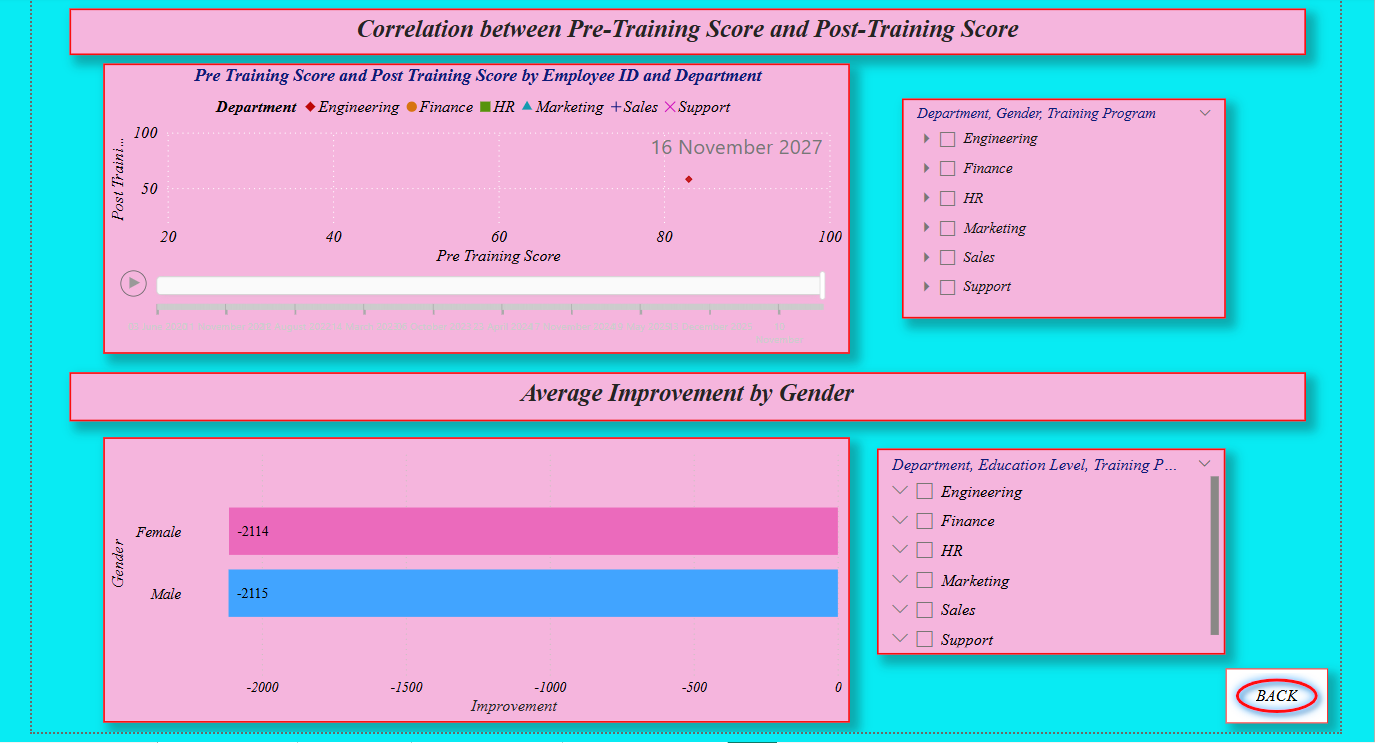 Correlation between Pre-Training Score and Post-Training Score
Pre Training Score and Post Training Score by Employee ID and Department
Department Engineering Finance HR Marketing Sales Support
Post Traini...
100
50
16 November 2027
20 40 60 80 100
Pre Training Score
Department, Gender, Training Program
Engineering
Finance
HR
Marketing
Sales
Support
Average Improvement by Gender
Gender
Female -2114
Male -2115
-2000 -1500 -1000 -500 0
Improvement
Department, Education Level, Training P...
Engineering
Finance
HR
Marketing
Sales
Support
BACK